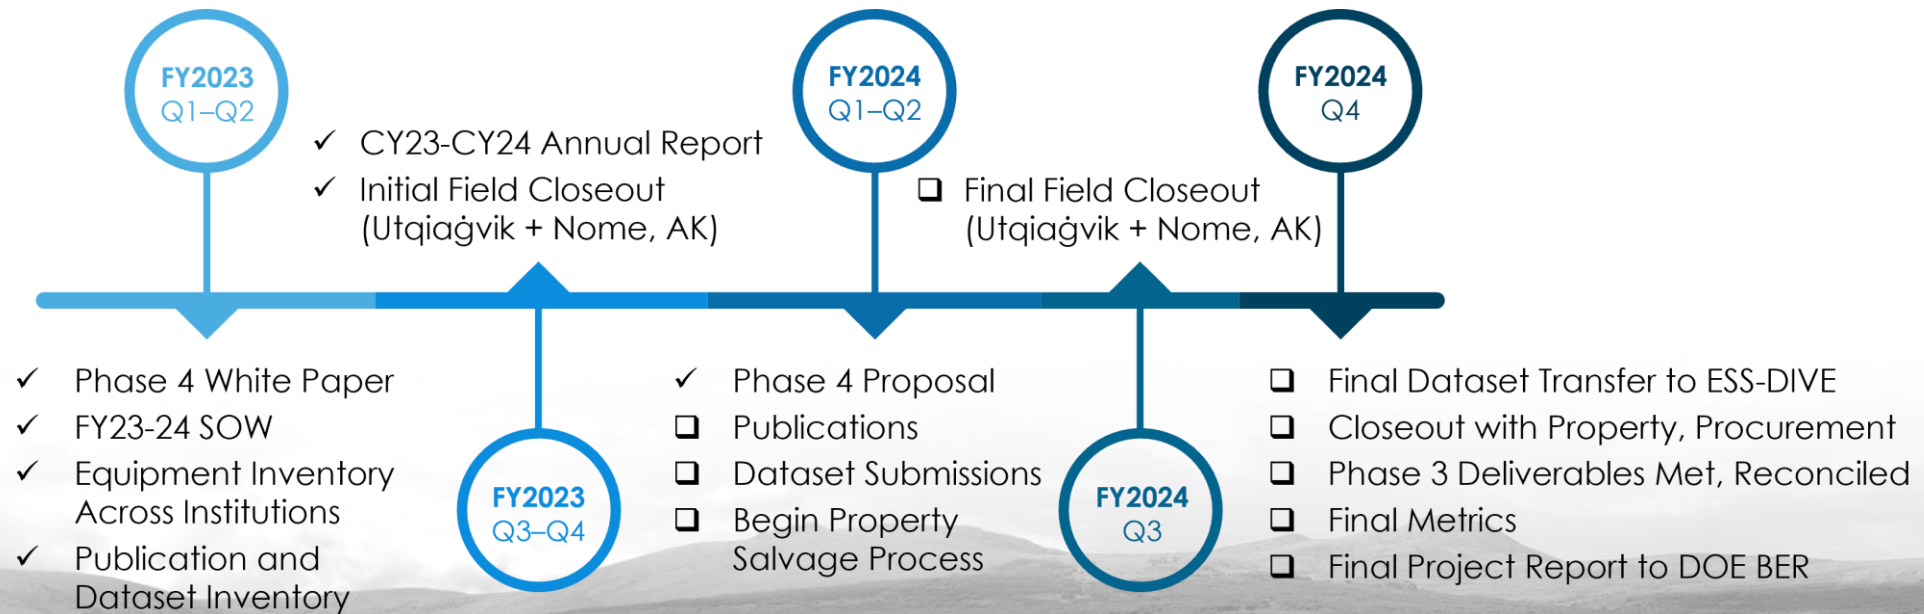 FY2023
Q1–Q2
✓ Phase 4 White Paper
✓ FY23-24 SOW
✓ Equipment Inventory
Across Institutions
✓ Publication and
Dataset Inventory
✓ CY23-CY24 Annual Report
✓ Initial Field Closeout
(Utqiaġvik + Nome, AK)
FY2023
Q3–Q4
FY2024
Q1–Q2
✓ Phase 4 Proposal
❑ Publications
❑ Dataset Submissions
❑ Begin Property
Salvage Process
❑ Final Field Closeout
(Utqiaġvik + Nome, AK)
FY2024
Q3
FY2024
Q4
❑ Final Dataset Transfer to ESS-DIVE
❑ Closeout with Property, Procurement
❑ Phase 3 Deliverables Met, Reconciled
❑ Final Metrics
❑ Final Project Report to DOE BER